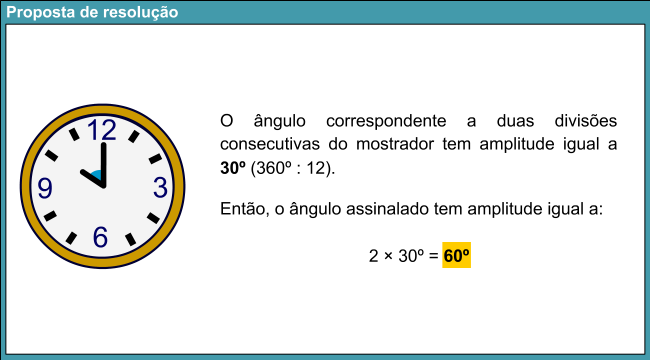 Proposta de resolução
12
9
3
6
O ângulo correspondente a duas divisões
consecutivas do mostrador tem amplitude igual a
30º (360º : 12).
Então, o ângulo assinalado tem amplitude igual a:
2 × 30º = 60º